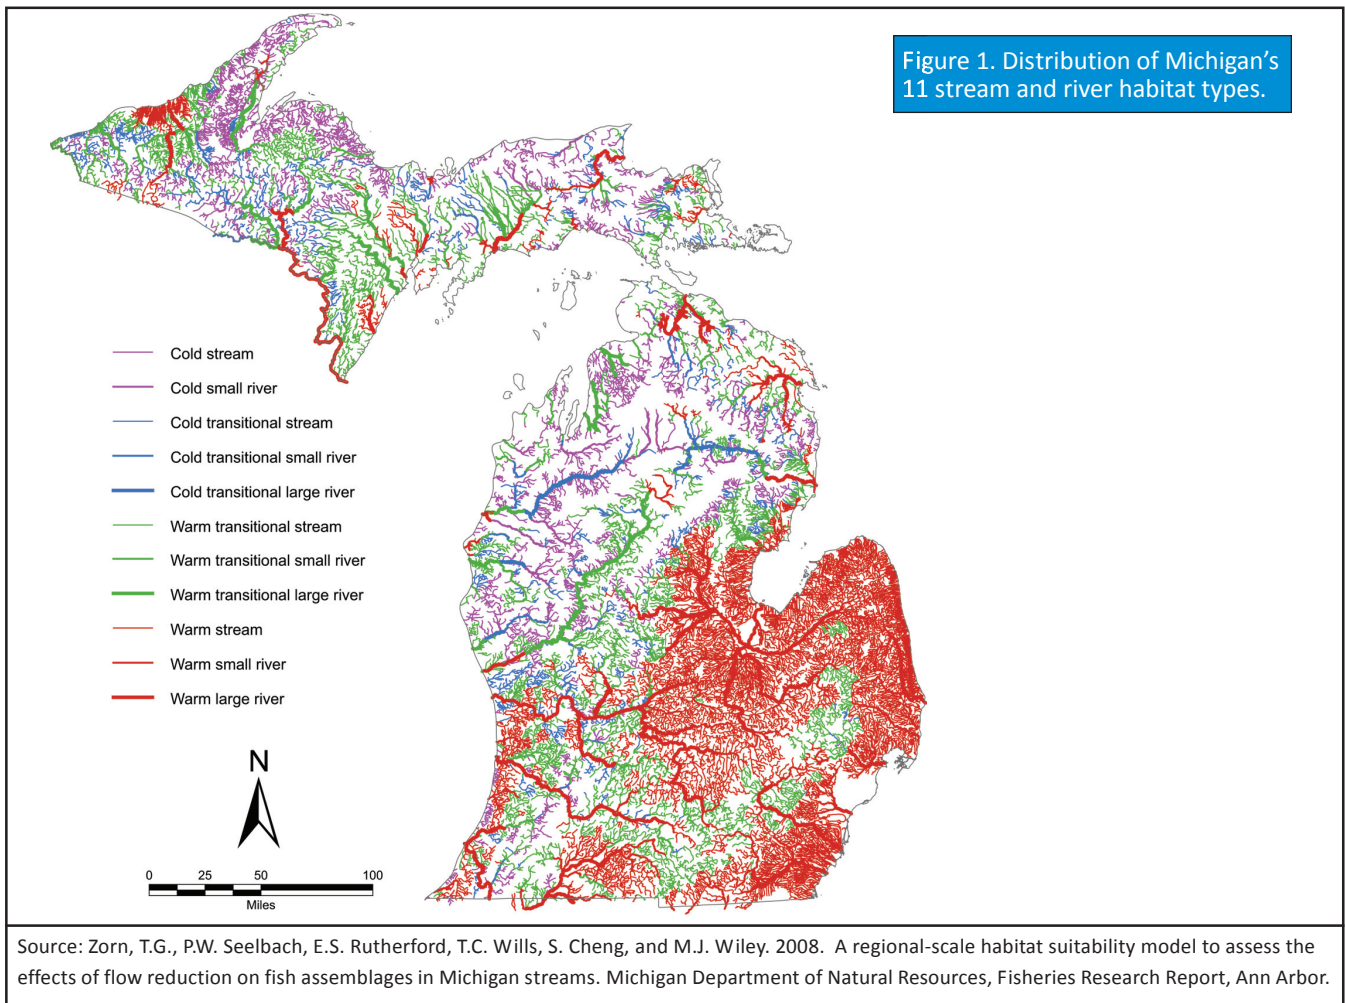 Figure 1. Distribution of Michigan's
11 stream and river habitat types.
Cold stream
Cold small river
Cold transitional stream
Cold transitional small river
Cold transitional large river
Warm transitional stream
Warm transitional small river
Warm transitional large river
Warm stream
Warm small river
Warm large river
N
0 25 50 100
Miles
Source: Zorn, T.G., P.W. Seelbach, E.S. Rutherford, T.C. Wills, S. Cheng, and M.J. Wiley. 2008. A regional-scale habitat suitability model to assess the
effects of flow reduction on fish assemblages in Michigan streams. Michigan Department of Natural Resources, Fisheries Research Report, Ann Arbor.